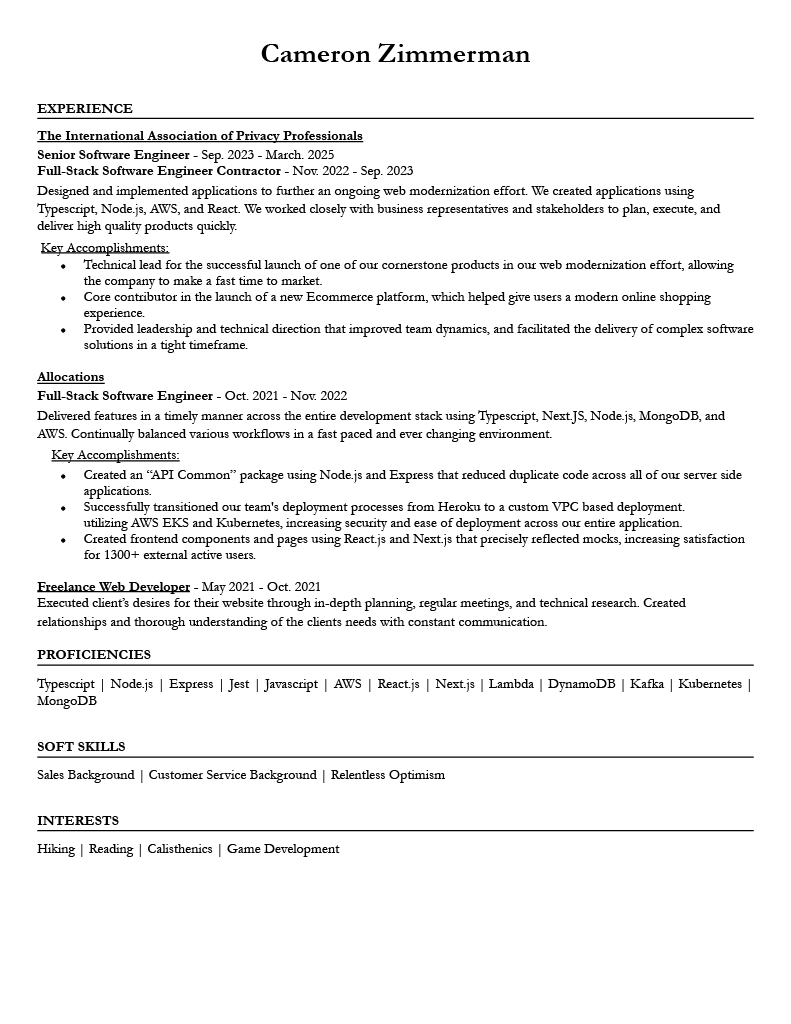 Cameron Zimmerman
EXPERIENCE
The International Association of Privacy Professionals
Senior Software Engineer - Sep. 2023 - March. 2025
Full-Stack Software Engineer Contractor - Nov. 2022 - Sep. 2023
Designed and implemented applications to further an ongoing web modernization effort. We created applications using
Typescript, Node.js, AWS, and React. We worked closely with business representatives and stakeholders to plan, execute, and
deliver high quality products quickly.
Key Accomplishments:
• Technical lead for the successful launch of one of our cornerstone products in our web modernization effort, allowing
the company to make a fast time to market.
• Core contributor in the launch of a new Ecommerce platform, which helped give users a modern online shopping
experience.
• Provided leadership and technical direction that improved team dynamics, and facilitated the delivery of complex software
solutions in a tight timeframe.
Allocations
Full-Stack Software Engineer - Oct. 2021 - Nov. 2022
Delivered features in a timely manner across the entire development stack using Typescript, Next.JS, Node.js, MongoDB, and
AWS. Continually balanced various workflows in a fast paced and ever changing environment.
Key Accomplishments:
• Created an “API Common” package using Node.js and Express that reduced duplicate code across all of our server side
applications.
• Successfully transitioned our team's deployment processes from Heroku to a custom VPC based deployment.
utilizing AWS EKS and Kubernetes, increasing security and ease of deployment across our entire application.
• Created frontend components and pages using React.js and Next.js that precisely reflected mocks, increasing satisfaction
for 1300+ external active users.
Freelance Web Developer - May 2021 - Oct. 2021
Executed client’s desires for their website through in-depth planning, regular meetings, and technical research. Created
relationships and thorough understanding of the clients needs with constant communication.
PROFICIENCIES
Typescript | Node.js | Express | Jest | Javascript | AWS | React.js | Next.js | Lambda | DynamoDB | Kafka | Kubernetes |
MongoDB
SOFT SKILLS
Sales Background | Customer Service Background | Relentless Optimism
INTERESTS
Hiking | Reading | Calisthenics | Game Development